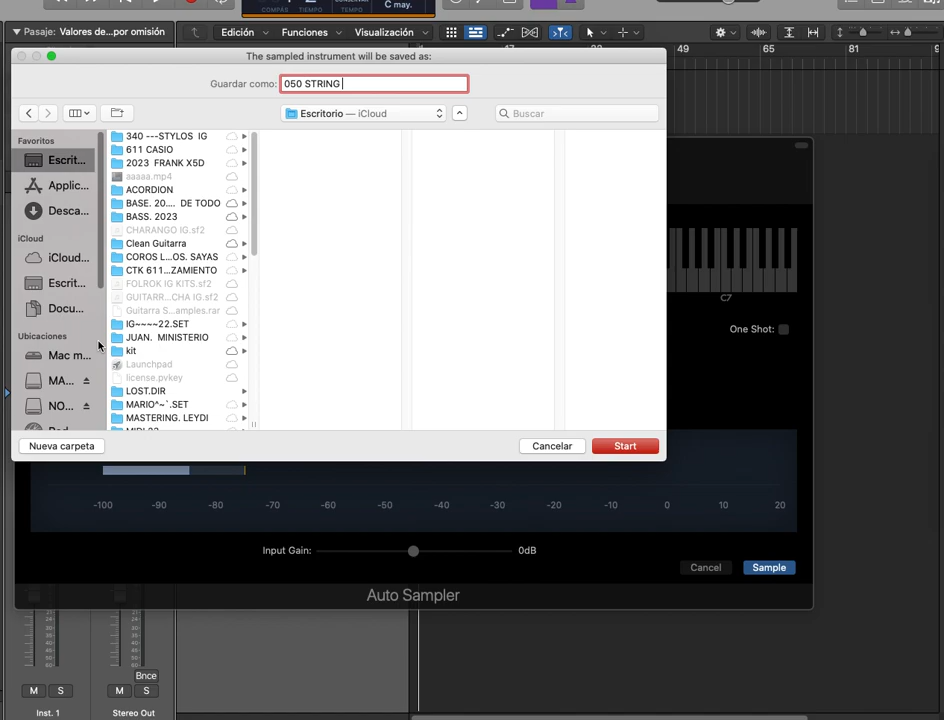 COMPÁS TIEMPO
TEMPO
C may.
Pasaje: Valores de...por omisión
Edición Funciones Visualización
49 65 81
The sampled instrument will be saved as:
Guardar como: 050 STRING
Escritorio — iCloud
Buscar
Favoritos
Escrit...
Applic...
Desca...
iCloud
iCloud...
Escrit...
Docu...
Ubicaciones
Mac m...
MA...
NO...
340 ---STYLOS IG
611 CASIO
2023 FRANK X5D
aaaaa.mp4
ACORDION
BASE. 20.... DE TODO
BASS. 2023
CHARANGO IG.sf2
Clean Guitarra
COROS L...OS. SAYAS
CTK 611...ZAMIENTO
FOLROK IG KITS.sf2
GUITARR...CHA IG.sf2
Guitarra S...amples.rar
IG~~~~22.SET
JUAN. MINISTERIO
kit
Launchpad
license.pvkey
LOST.DIR
MARIO^~`.SET
MASTERING. LEYDI
Nueva carpeta
Cancelar
Start
C7
One Shot:
-100 -90 -80 -70 -60 -50 -40 -30 -20 -10 0 10 20
Input Gain: 0dB
Cancel Sample
Auto Sampler
Bnce
M S M S
Inst. 1 Stereo Out